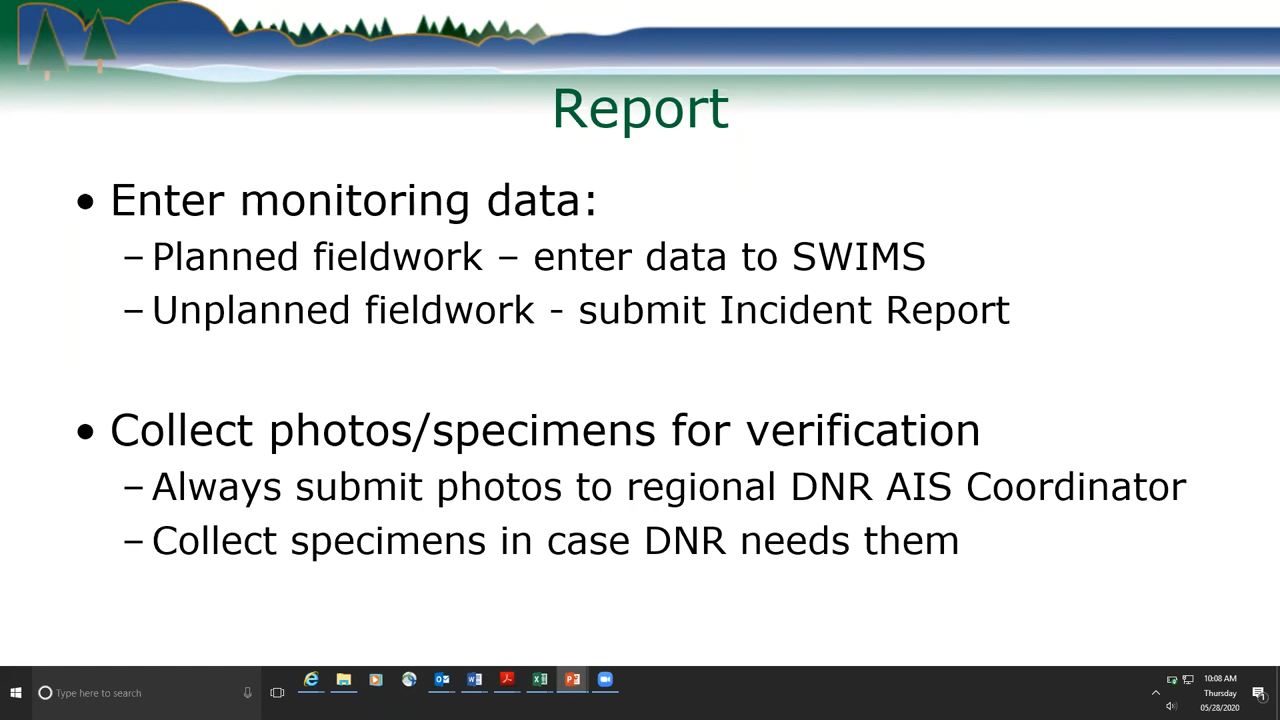 Report
• Enter monitoring data:
– Planned fieldwork – enter data to SWIMS
– Unplanned fieldwork - submit Incident Report
• Collect photos/specimens for verification
– Always submit photos to regional DNR AIS Coordinator
– Collect specimens in case DNR needs them
Type here to search
10:08 AM
Thursday
05/28/2020